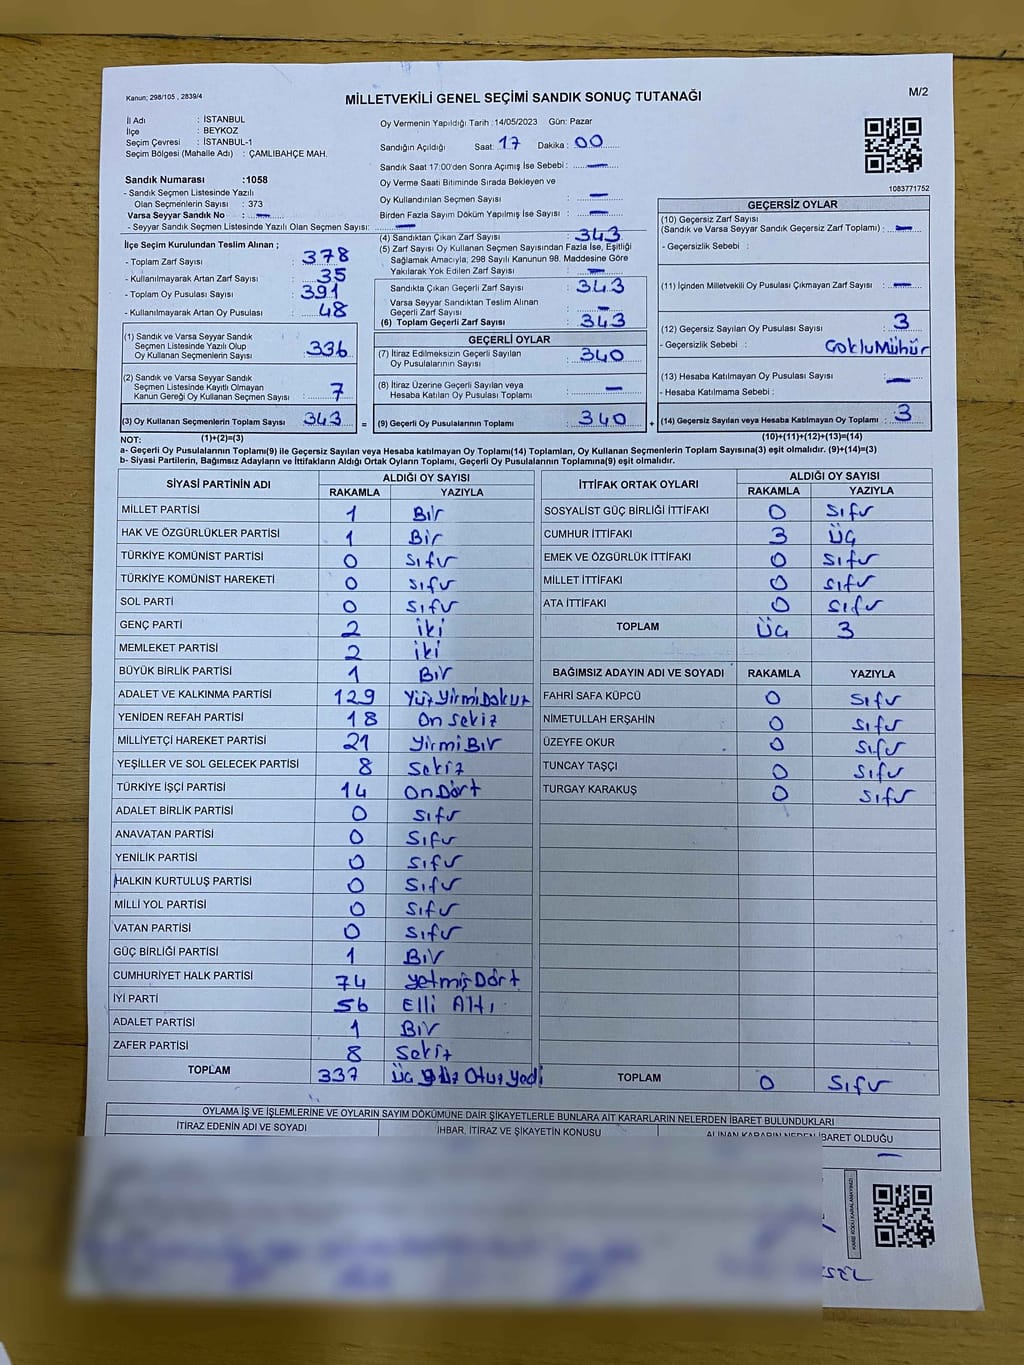 Kanun; 298/105 , 2839/4
MİLLETVEKİLİ GENEL SEÇİMİ SANDIK SONUÇ TUTANAĞI
M/2
İl Adı : İSTANBUL
İlçe : BEYKOZ
Seçim Çevresi : İSTANBUL-1
Seçim Bölgesi (Mahalle Adı) : ÇAMLIBAHÇE MAH.
Sandık Numarası :1058
- Sandık Seçmen Listesinde Yazılı
Olan Seçmenlerin Sayısı : 373
Varsa Seyyar Sandık No : —
- Seyyar Sandık Seçmen Listesinde Yazılı Olan Seçmen Sayısı: —
İlçe Seçim Kurulundan Teslim Alınan ;
- Toplam Zarf Sayısı : 378
- Kullanılmayarak Artan Zarf Sayısı : 35
- Toplam Oy Pusulası Sayısı : 391
- Kullanılmayarak Artan Oy Pusulası : 48
(1) Sandık ve Varsa Seyyar Sandık
Seçmen Listesinde Yazılı Olup
Oy Kullanan Seçmenlerin Sayısı : 336
(2) Sandık ve Varsa Seyyar Sandık
Seçmen Listesinde Kayıtlı Olmayan
Kanun Gereği Oy Kullanan Seçmen Sayısı : 7
(3) Oy Kullanan Seçmenlerin Toplam Sayısı : 343 =
(1)+(2)=(3)
Oy Vermenin Yapıldığı Tarih :14/05/2023 Gün: Pazar
Sandığın Açıldığı Saat: 17 Dakika : 00
Sandık Saat 17:00'den Sonra Açımış İse Sebebi : —
Oy Verme Saati Bitiminde Sırada Bekleyen ve
Oy Kullandırılan Seçmen Sayısı : —
Birden Fazla Sayım Döküm Yapılmış İse Sayısı : —
(4) Sandıktan Çıkan Zarf Sayısı : 343
(5) Zarf Sayısı Oy Kullanan Seçmen Sayısından Fazla İse, Eşitliği
Sağlamak Amacıyla, 298 Sayılı Kanunun 98. Maddesine Göre
Yakılarak Yok Edilen Zarf Sayısı : —
Sandıkta Çıkan Geçerli Zarf Sayısı : 343
Varsa Seyyar Sandıktan Teslim Alınan
Geçerli Zarf Sayısı : —
(6) Toplam Geçerli Zarf Sayısı : 343
GEÇERLİ OYLAR
(7) İtiraz Edilmeksizin Geçerli Sayılan
Oy Pusulalarının Sayısı : 340
(8) İtiraz Üzerine Geçerli Sayılan veya
Hesaba Katılan Oy Pusulası Toplamı : —
(9) Geçerli Oy Pusulalarının Toplamı : 340 +
1083771752
GEÇERSİZ OYLAR
(10) Geçersiz Zarf Sayısı
(Sandık ve Varsa Seyyar Sandık Geçersiz Zarf Toplamı) : —
- Geçersizlik Sebebi :
(11) İçinden Milletvekili Oy Pusulası Çıkmayan Zarf Sayısı : —
(12) Geçersiz Sayılan Oy Pusulası Sayısı : 3
- Geçersizlik Sebebi : ÇokluMühür
(13) Hesaba Katılmayan Oy Pusulası Sayısı : —
- Hesaba Katılmama Sebebi :
(14) Geçersiz Sayılan veya Hesaba Katılmayan Oy Toplamı : 3
(10)+(11)+(12)+(13)=(14)
NOT:
a- Geçerli Oy Pusulalarının Toplamı(9) ile Geçersiz Sayılan veya Hesaba katılmayan Oy Toplamı(14) Toplamları, Oy Kullanan Seçmenlerin Toplam Sayısına(3) eşit olmalıdır. (9)+(14)=(3)
b- Siyasi Partilerin, Bağımsız Adayların ve İttifakların Aldığı Ortak Oyların Toplamı, Geçerli Oy Pusulalarının Toplamına(9) eşit olmalıdır.
SİYASİ PARTİNİN ADI ALDIĞI OY SAYISI
RAKAMLA YAZIYLA
MİLLET PARTİSİ 1 Bir
HAK VE ÖZGÜRLÜKLER PARTİSİ 1 Bir
TÜRKİYE KOMÜNİST PARTİSİ 0 Sıfır
TÜRKİYE KOMÜNİST HAREKETİ 0 Sıfır
SOL PARTİ 0 Sıfır
GENÇ PARTİ 2 iki
MEMLEKET PARTİSİ 2 iki
BÜYÜK BİRLİK PARTİSİ 1 Bir
ADALET VE KALKINMA PARTİSİ 129 YüzYirmiDokuz
YENİDEN REFAH PARTİSİ 18 On Sekiz
MİLLİYETÇİ HAREKET PARTİSİ 21 YirmiBir
YEŞİLLER VE SOL GELECEK PARTİSİ 8 Sekiz
TÜRKİYE İŞÇİ PARTİSİ 14 OnDört
ADALET BİRLİK PARTİSİ 0 Sıfır
ANAVATAN PARTİSİ 0 Sıfır
YENİLİK PARTİSİ 0 Sıfır
HALKIN KURTULUŞ PARTİSİ 0 Sıfır
MİLLİ YOL PARTİSİ 0 Sıfır
VATAN PARTİSİ 0 Sıfır
GÜÇ BİRLİĞİ PARTİSİ 1 Bir
CUMHURİYET HALK PARTİSİ 74 YetmişDört
İYİ PARTİ 56 Elli Altı
ADALET PARTİSİ 1 Bir
ZAFER PARTİSİ 8 Sekiz
TOPLAM 337 Üç Yüz Otuz Yedi
İTTİFAK ORTAK OYLARI ALDIĞI OY SAYISI
RAKAMLA YAZIYLA
SOSYALİST GÜÇ BİRLİĞİ İTTİFAKI 0 Sıfır
CUMHUR İTTİFAKI 3 Üç
EMEK VE ÖZGÜRLÜK İTTİFAKI 0 Sıfır
MİLLET İTTİFAKI 0 Sıfır
ATA İTTİFAKI 0 Sıfır
TOPLAM Üç 3
BAĞIMSIZ ADAYIN ADI VE SOYADI RAKAMLA YAZIYLA
FAHRİ SAFA KÜPCÜ 0 Sıfır
NİMETULLAH ERŞAHİN 0 Sıfır
ÜZEYFE OKUR 0 Sıfır
TUNCAY TAŞÇI 0 Sıfır
TURGAY KARAKUŞ 0 Sıfır
TOPLAM 0 Sıfır
OYLAMA İŞ VE İŞLEMLERİNE VE OYLARIN SAYIM DÖKÜMÜNE DAİR ŞİKAYETLERLE BUNLARA AİT KARARLARIN NELERDEN İBARET BULUNDUKLARI
İTİRAZ EDENİN ADI VE SOYADI İHBAR, İTİRAZ VE ŞİKAYETİN KONUSU ALINAN KARARIN NEDEN İBARET OLDUĞU
—
KARE KODU KARALAMAYINIZ!